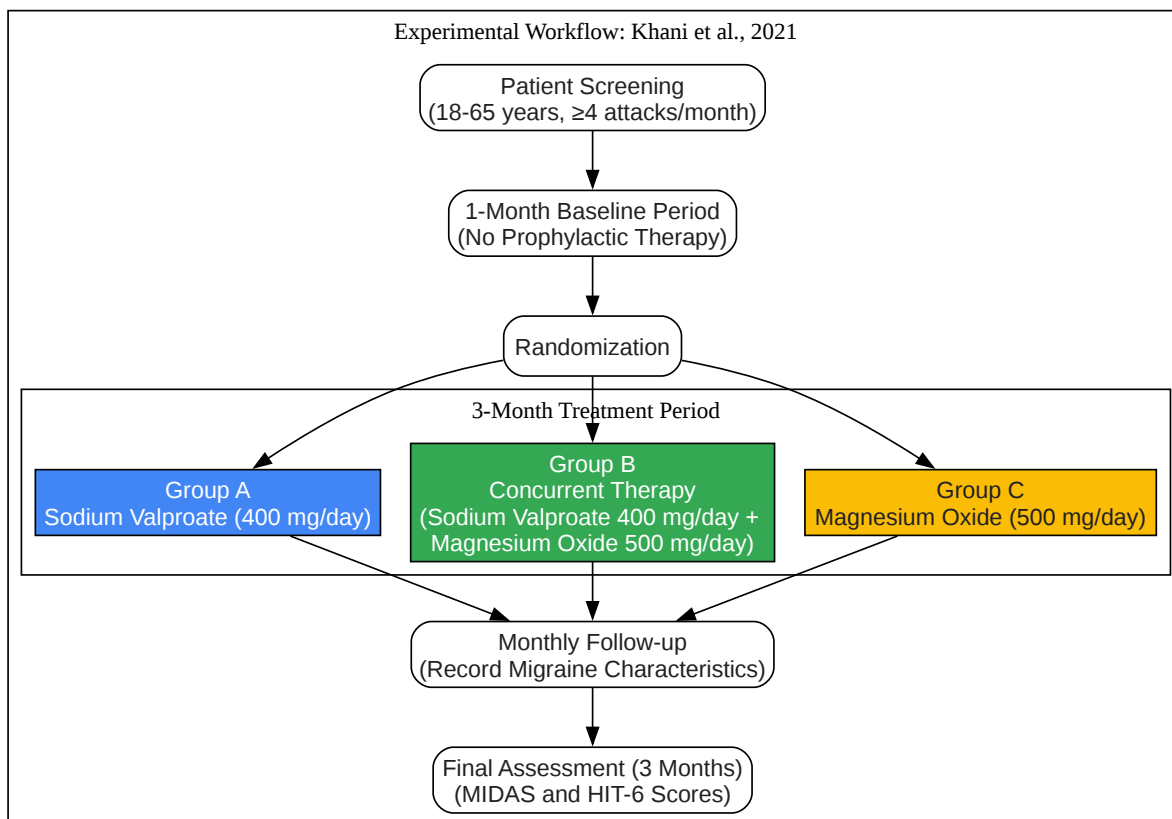 Experimental Workflow: Khani et al., 2021
Patient Screening
(18-65 years, ≥4 attacks/month)
1-Month Baseline Period
(No Prophylactic Therapy)
Randomization
3-Month Treatment Period
Group A
Sodium Valproate (400 mg/day)
Group B
Concurrent Therapy
(Sodium Valproate 400 mg/day +
Magnesium Oxide 500 mg/day)
Group C
Magnesium Oxide (500 mg/day)
Monthly Follow-up
(Record Migraine Characteristics)
Final Assessment (3 Months)
(MIDAS and HIT-6 Scores)